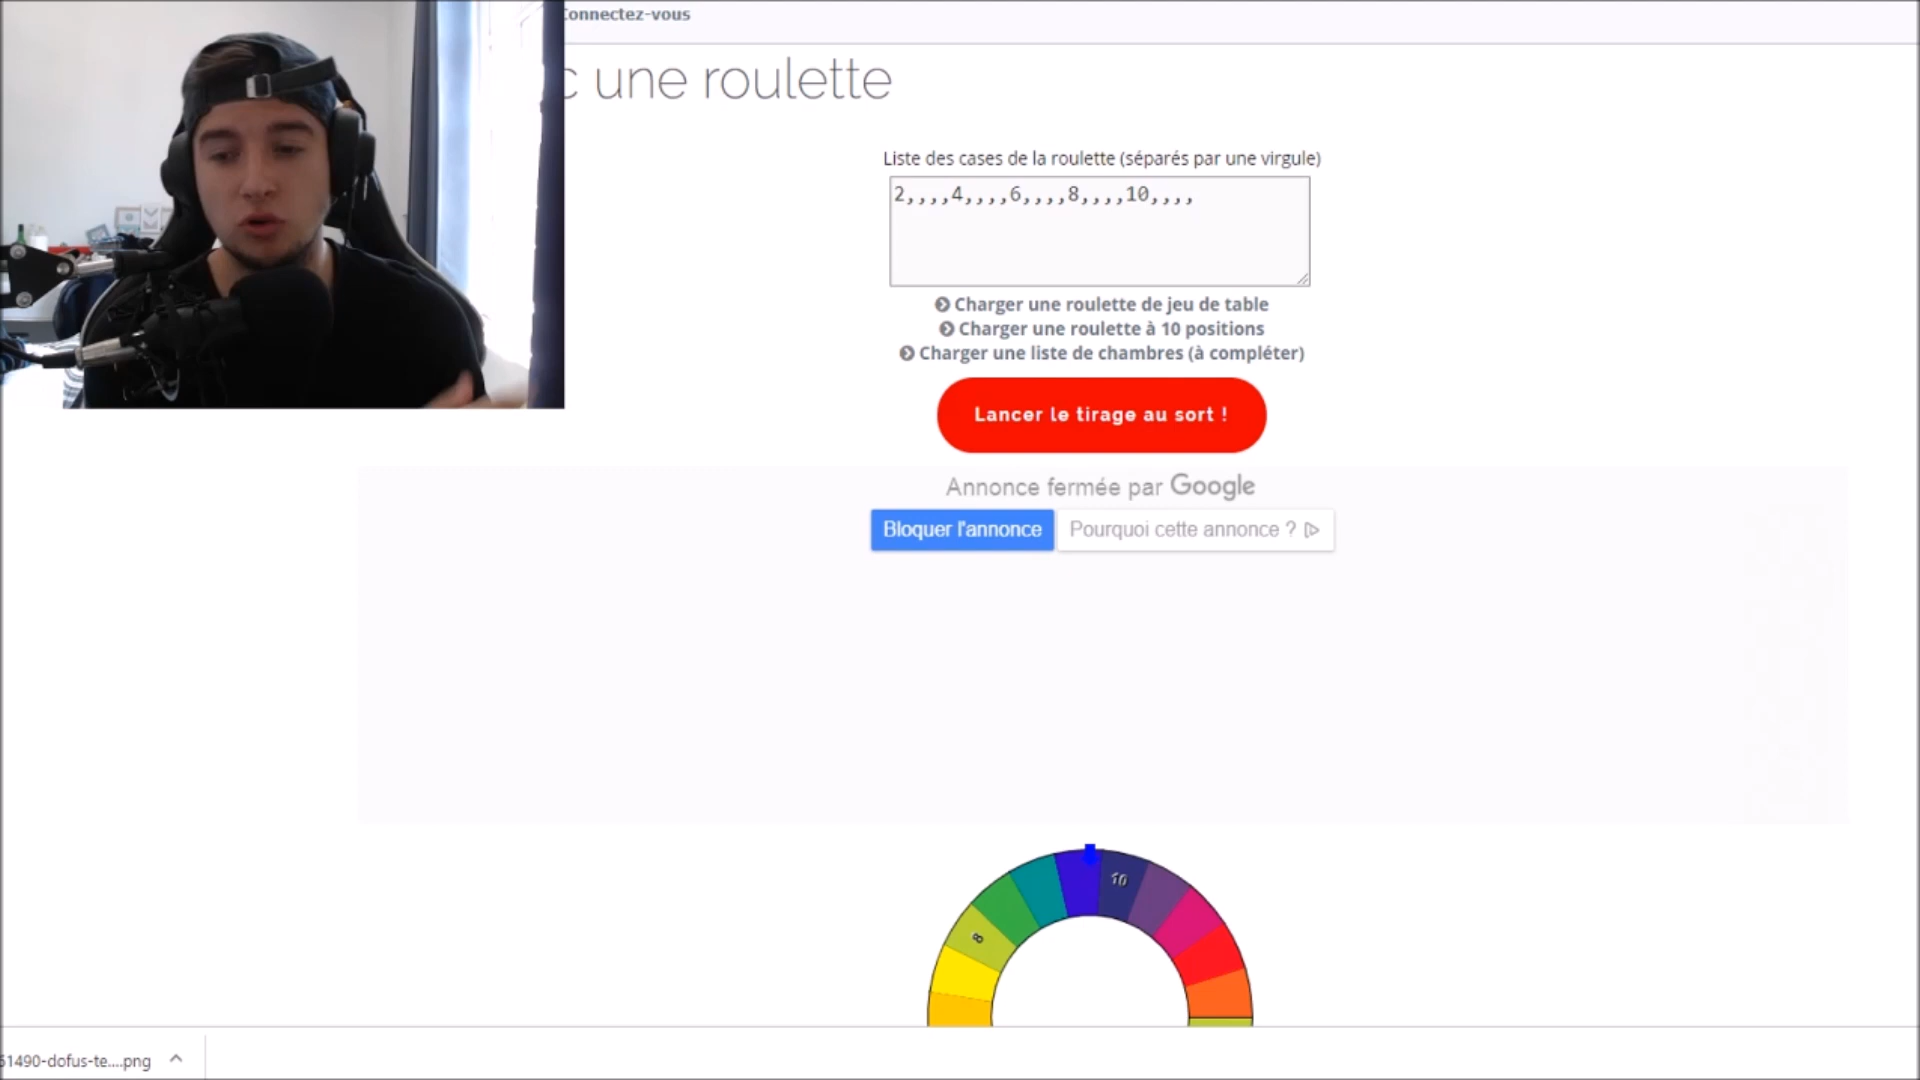 Connectez-vous
c une roulette
Liste des cases de la roulette (séparés par une virgule)
2,,,,4,,,,6,,,,8,,,,10,,,,
Charger une roulette de jeu de table
Charger une roulette à 10 positions
Charger une liste de chambres (à compléter)
Lancer le tirage au sort !
Annonce fermée par Google
Bloquer l'annonce
Pourquoi cette annonce ?
10
8
61490-dofus-te....png